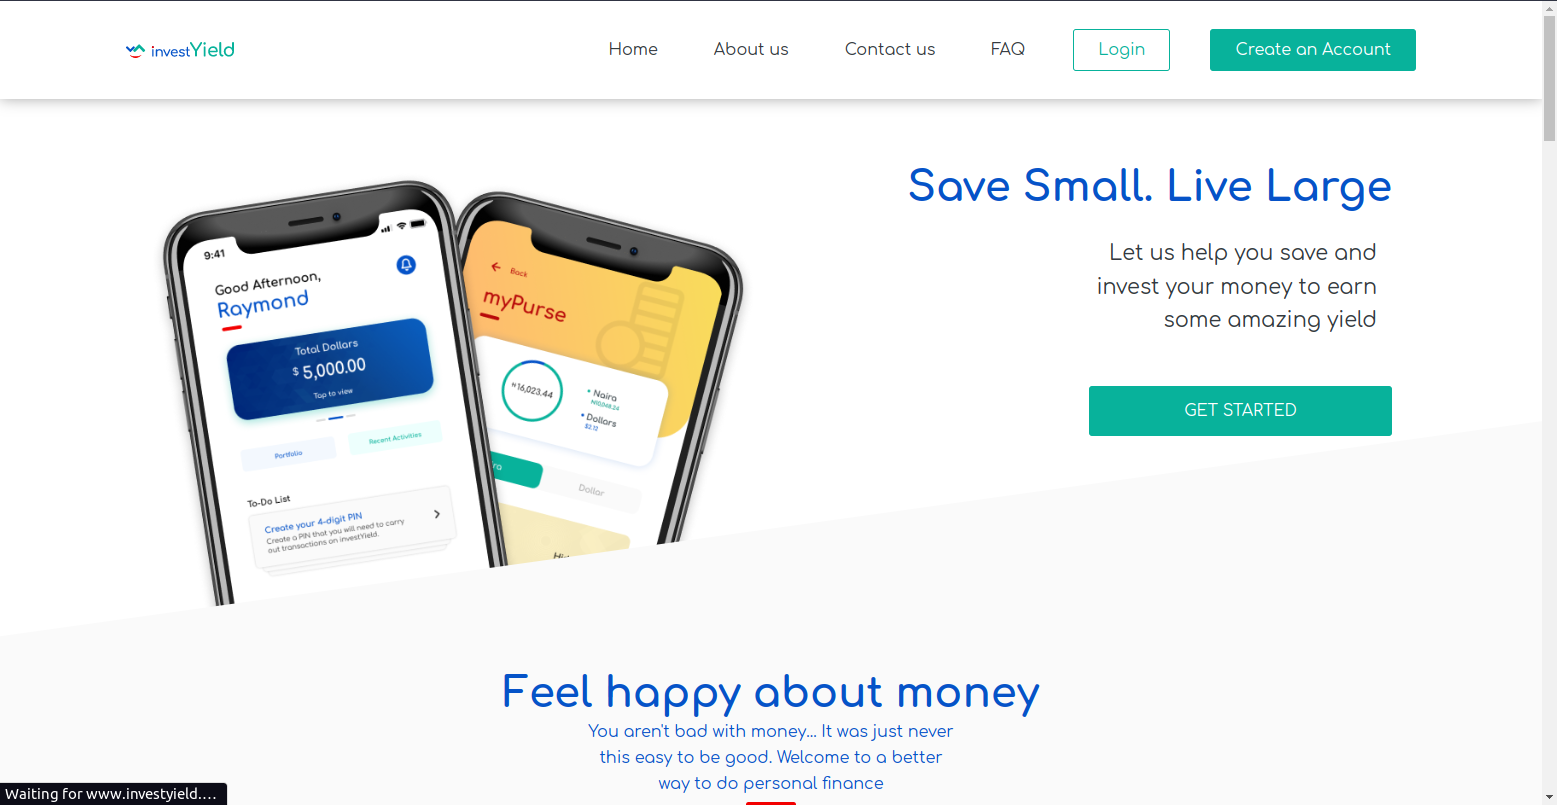 investYield
Home
About us
Contact us
FAQ
Login
Create an Account
Save Small. Live Large
Let us help you save and
invest your money to earn
some amazing yield
GET STARTED
9:41
Good Afternoon,
Raymond
Total Dollars
$ 5,000.00
Tap to view
Portfolio
Recent Activities
To-Do List
Create your 4-digit PIN
Create a PIN that you will need to carry
out transactions on investYield.
Back
myPurse
₦16,023.44
Naira
Dollars
$2.12
Dollar
Feel happy about money
You aren't bad with money... It was just never
this easy to be good. Welcome to a better
way to do personal finance
Waiting for www.investyield....